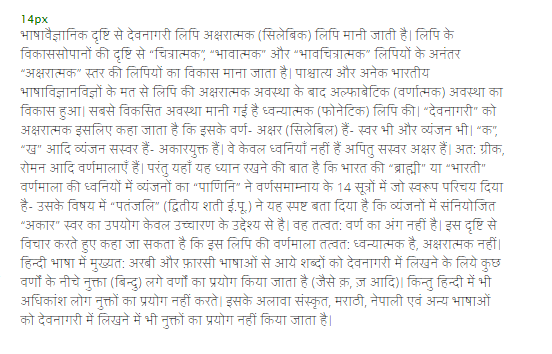 14px
भाषावैज्ञानिक दृष्टि से देवनागरी लिपि अक्षरात्मक (सिलेबिक) लिपि मानी जाती है। लिपि के
विकाससोपानों की दृष्टि से "चित्रात्मक", "भावात्मक" और "भावचित्रात्मक" लिपियों के अनंतर
"अक्षरात्मक" स्तर की लिपियों का विकास माना जाता है। पाश्चात्य और अनेक भारतीय
भाषाविज्ञानविज्ञों के मत से लिपि की अक्षरात्मक अवस्था के बाद अल्फाबेटिक (वर्णात्मक) अवस्था का
विकास हुआ। सबसे विकसित अवस्था मानी गई है ध्वन्यात्मक (फोनेटिक) लिपि की। "देवनागरी" को
अक्षरात्मक इसलिए कहा जाता है कि इसके वर्ण- अक्षर (सिलेबिल) हैं- स्वर भी और व्यंजन भी। "क",
"ख" आदि व्यंजन सस्वर हैं- अकारयुक्त हैं। वे केवल ध्वनियाँ नहीं हैं अपितु सस्वर अक्षर हैं। अत: ग्रीक,
रोमन आदि वर्णमालाएँ हैं। परंतु यहाँ यह ध्यान रखने की बात है कि भारत की "ब्राह्मी" या "भारती"
वर्णमाला की ध्वनियों में व्यंजनों का "पाणिनि" ने वर्णसमाम्नाय के 14 सूत्रों में जो स्वरूप परिचय दिया
है- उसके विषय में "पतंजलि" (द्वितीय शती ई.पू.) ने यह स्पष्ट बता दिया है कि व्यंजनों में संनियोजित
"अकार" स्वर का उपयोग केवल उच्चारण के उद्देश्य से है। वह तत्वत: वर्ण का अंग नहीं है। इस दृष्टि से
विचार करते हुए कहा जा सकता है कि इस लिपि की वर्णमाला तत्वत: ध्वन्यात्मक है, अक्षरात्मक नहीं।
हिन्दी भाषा में मुख्यत: अरबी और फ़ारसी भाषाओं से आये शब्दों को देवनागरी में लिखने के लिये कुछ
वर्णों के नीचे नुक्ता (बिन्दु) लगे वर्णों का प्रयोग किया जाता है (जैसे क़, ज़ आदि)। किन्तु हिन्दी में भी
अधिकांश लोग नुक्तों का प्रयोग नहीं करते। इसके अलावा संस्कृत, मराठी, नेपाली एवं अन्य भाषाओं
को देवनागरी में लिखने में भी नुक्तों का प्रयोग नहीं किया जाता है।